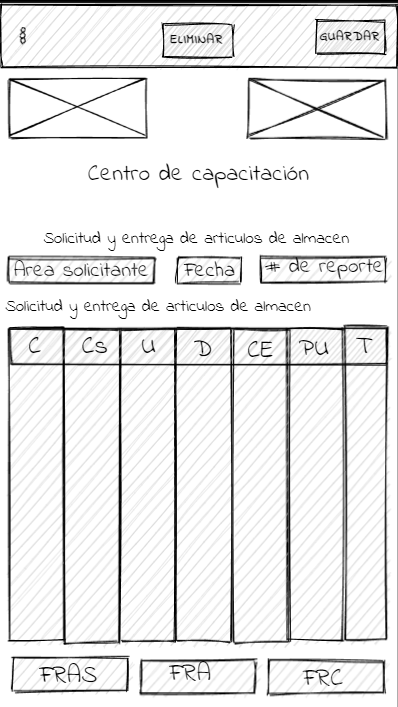 ELIMINAR GUARDAR
Centro de capacitación
Solicitud y entrega de articulos de almacen
Area solicitante Fecha # de reporte
Solicitud y entrega de articulos de almacen
C Cs U D CE PU T
FRAS FRA FRC